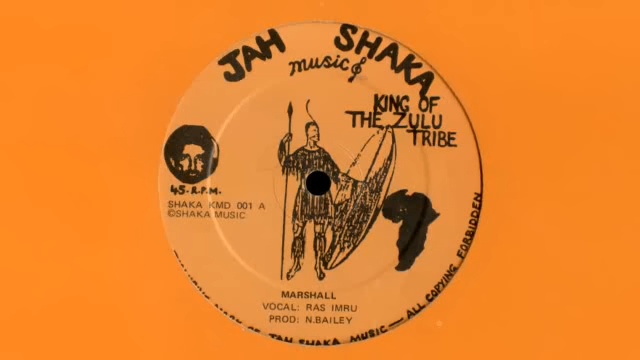 JAH SHAKA
music
KING OF
THE ZULU
TRIBE
45. R.P.M.
SHAKA KMD 001 A
©SHAKA MUSIC
MARSHALL
VOCAL: RAS IMRU
PROD: N.BAILEY
OF JAH SHAKA MUSIC — ALL COPYING FORBIDDEN